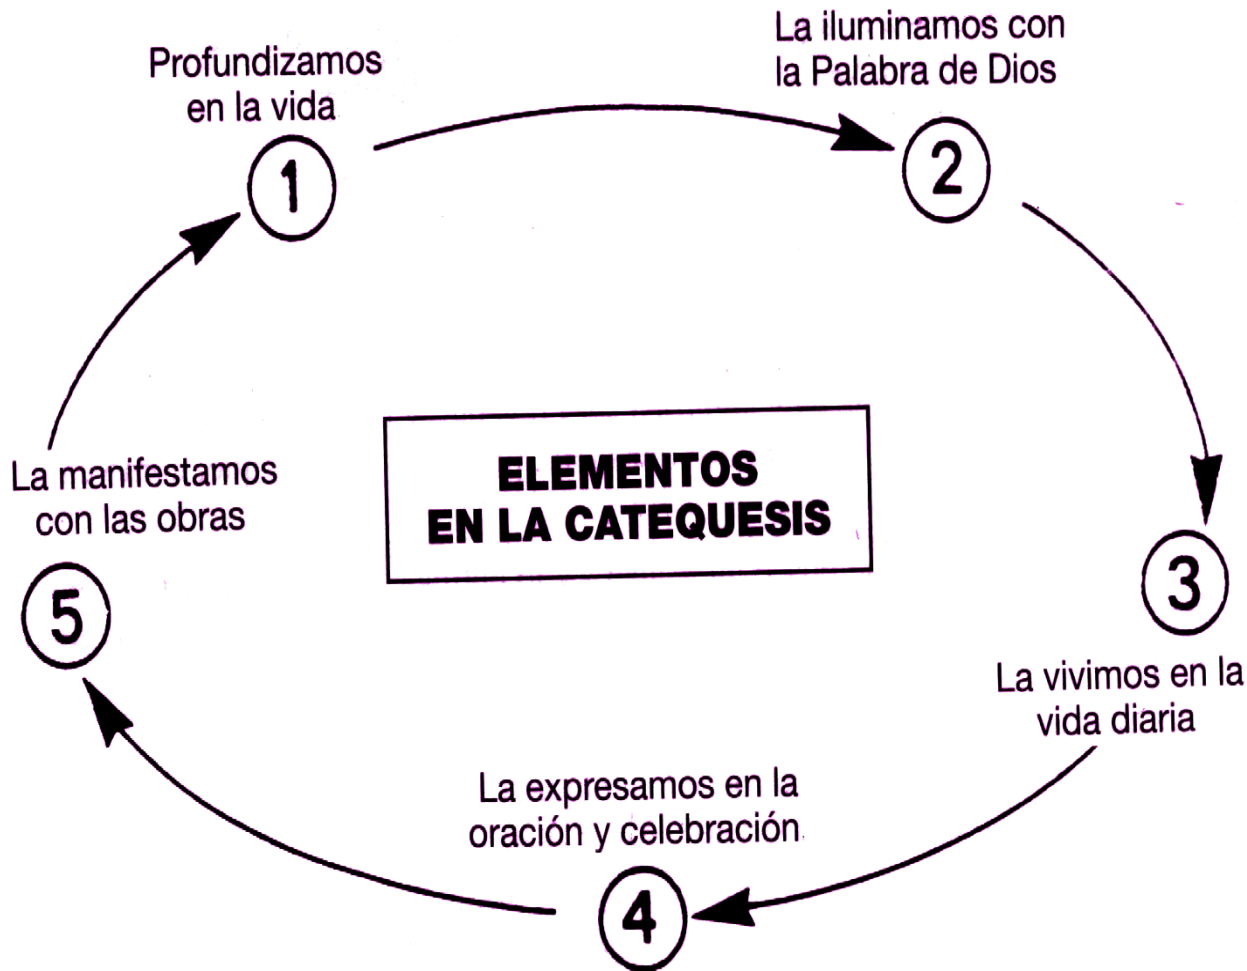 Profundizamos
en la vida
1
La iluminamos con
la Palabra de Dios
2
3
La vivimos en la
vida diaria
La expresamos en la
oración y celebración
4
La manifestamos
con las obras
5
ELEMENTOS
EN LA CATEQUESIS